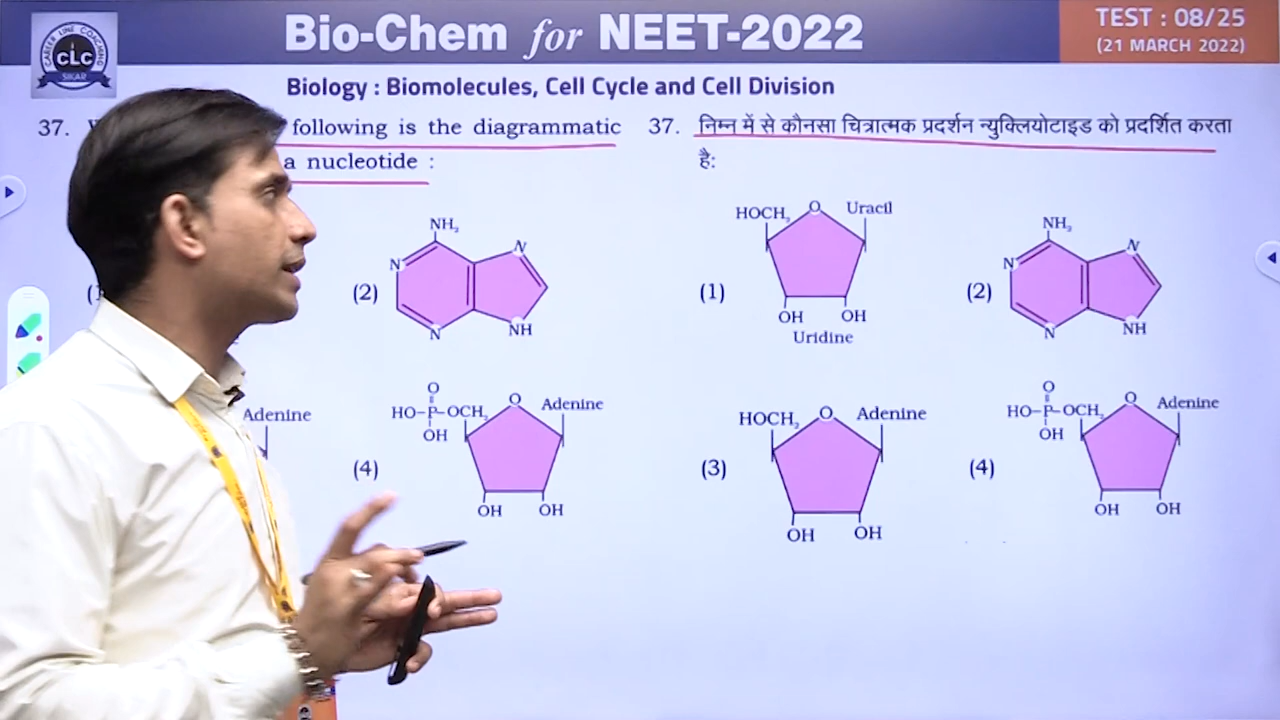 Bio-Chem for NEET-2022
TEST : 08/25
(21 MARCH 2022)
CAREER LINE COACHING
CLC
SIKAR
Biology : Biomolecules, Cell Cycle and Cell Division
37. following is the diagrammatic
a nucleotide :
(2)
NH₂
N
N
N
NH
Adenine
(4)
O
HO-P-OCH₂
OH
O
Adenine
OH OH
37. निम्न में से कौनसा चित्रात्मक प्रदर्शन न्युक्लियोटाइड को प्रदर्शित करता
है:
(1)
HOCH₂ O Uracil
OH OH
Uridine
(2)
NH₂
N
N
N
NH
(3)
HOCH₂ O Adenine
OH OH
(4)
O
HO-P-OCH₂
OH
O
Adenine
OH OH